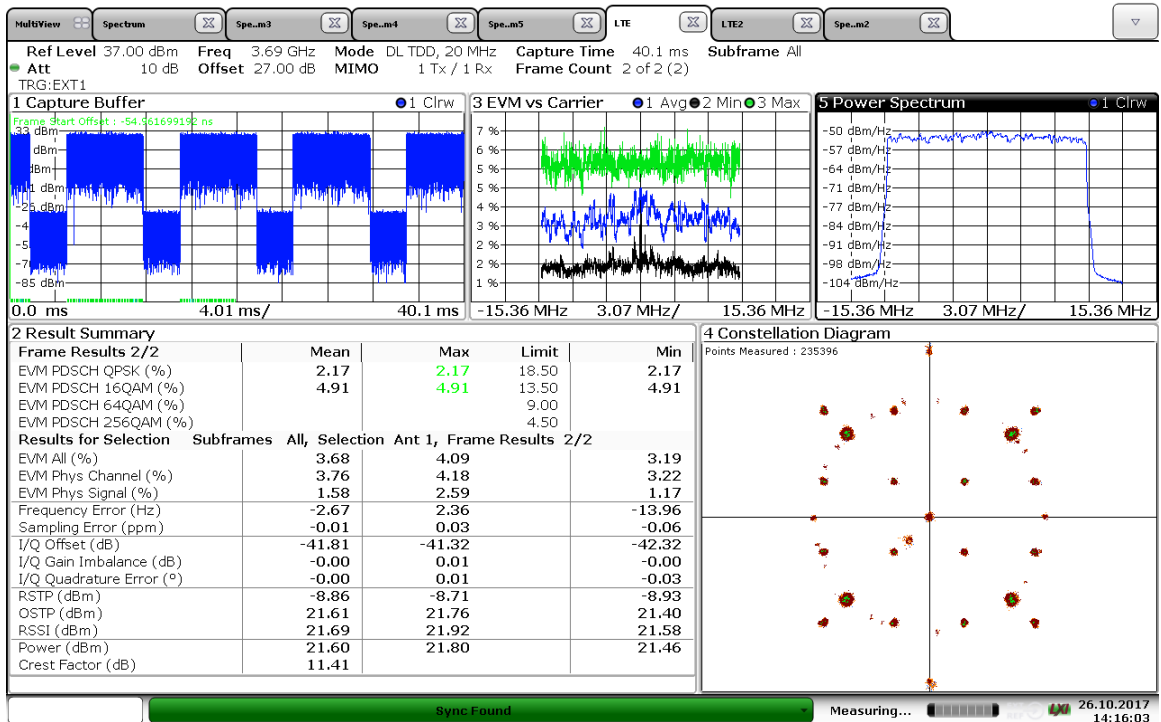 MultiView Spectrum Spe..m3 Spe..m4 Spe..m5 LTE LTE2 Spe..m2
Ref Level 37.00 dBm Freq 3.69 GHz Mode DL TDD, 20 MHz Capture Time 40.1 ms Subframe All
Att 10 dB Offset 27.00 dB MIMO 1 Tx / 1 Rx Frame Count 2 of 2 (2)
TRG:EXT1
1 Capture Buffer 1 Clrw
Frame Start Offset : -54.961699192 ns
33 dBm
dBm
dBm
dBm
-25 dBm
-85 dBm
0.0 ms 4.01 ms/ 40.1 ms
3 EVM vs Carrier 1 Avg 2 Min 3 Max
7 %
6 %
5 %
5 %
4 %
3 %
2 %
2 %
1 %
-15.36 MHz 3.07 MHz/ 15.36 MHz
5 Power Spectrum 1 Clrw
-50 dBm/Hz
-57 dBm/Hz
-64 dBm/Hz
-71 dBm/Hz
-77 dBm/Hz
-84 dBm/Hz
-91 dBm/Hz
-98 dBm/Hz
-104 dBm/Hz
-15.36 MHz 3.07 MHz/ 15.36 MHz
2 Result Summary
Frame Results 2/2 Mean Max Limit Min
EVM PDSCH QPSK (%) 2.17 2.17 18.50 2.17
EVM PDSCH 16QAM (%) 4.91 4.91 13.50 4.91
EVM PDSCH 64QAM (%) 9.00
EVM PDSCH 256QAM (%) 4.50
Results for Selection Subframes All, Selection Ant 1, Frame Results 2/2
EVM All (%) 3.68 4.09 3.19
EVM Phys Channel (%) 3.76 4.18 3.22
EVM Phys Signal (%) 1.58 2.59 1.17
Frequency Error (Hz) -2.67 2.36 -13.96
Sampling Error (ppm) -0.01 0.03 -0.06
I/Q Offset (dB) -41.81 -41.32 -42.32
I/Q Gain Imbalance (dB) -0.00 0.01 -0.00
I/Q Quadrature Error (°) -0.00 0.01 -0.03
RSTP (dBm) -8.86 -8.71 -8.93
OSTP (dBm) 21.61 21.76 21.40
RSSI (dBm) 21.69 21.92 21.58
Power (dBm) 21.60 21.80 21.46
Crest Factor (dB) 11.41
4 Constellation Diagram
Points Measured : 235396
Sync Found
Measuring... LXI 26.10.2017
14:16:03